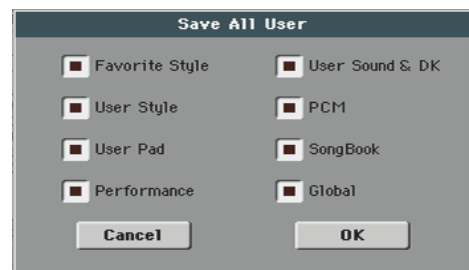 Save All User
Favorite Style
User Sound & DK
User Style
PCM
User Pad
SongBook
Performance
Global
Cancel
OK